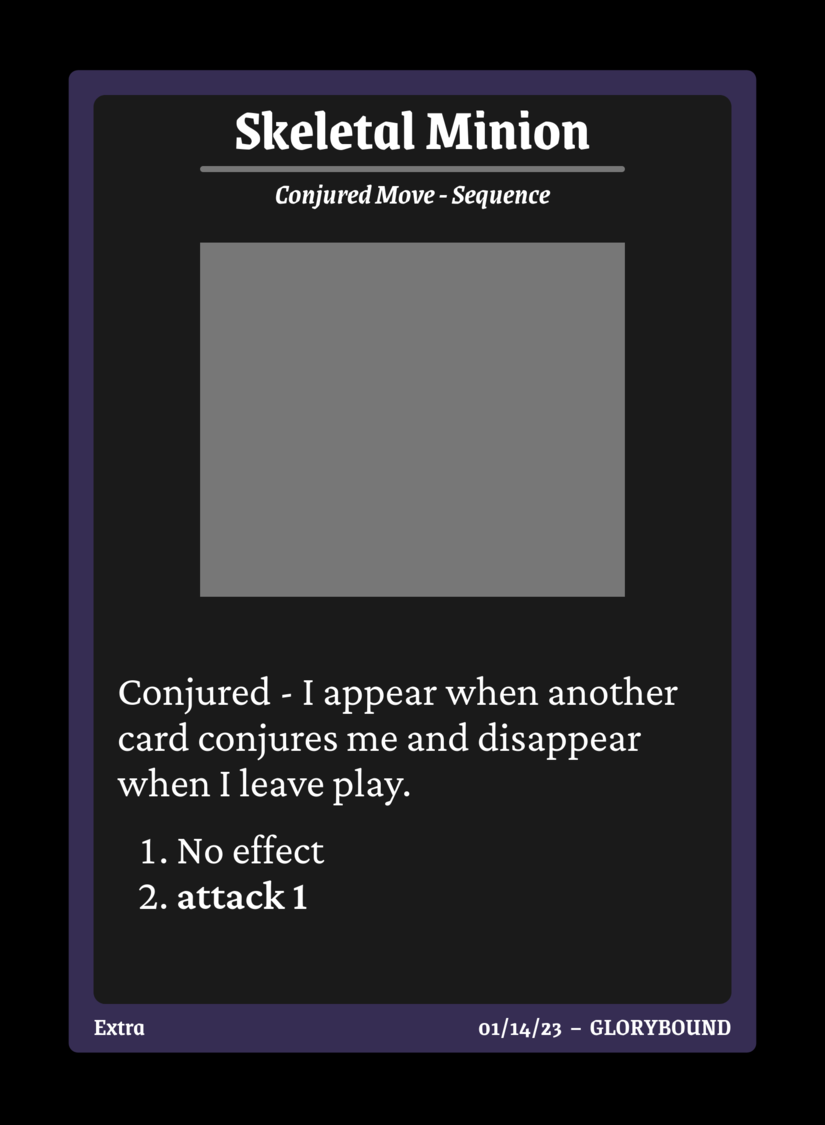 Skeletal Minion
Conjured Move - Sequence
Conjured - I appear when another
card conjures me and disappear
when I leave play.
1. No effect
2. attack 1
Extra
01/14/23 – GLORYBOUND